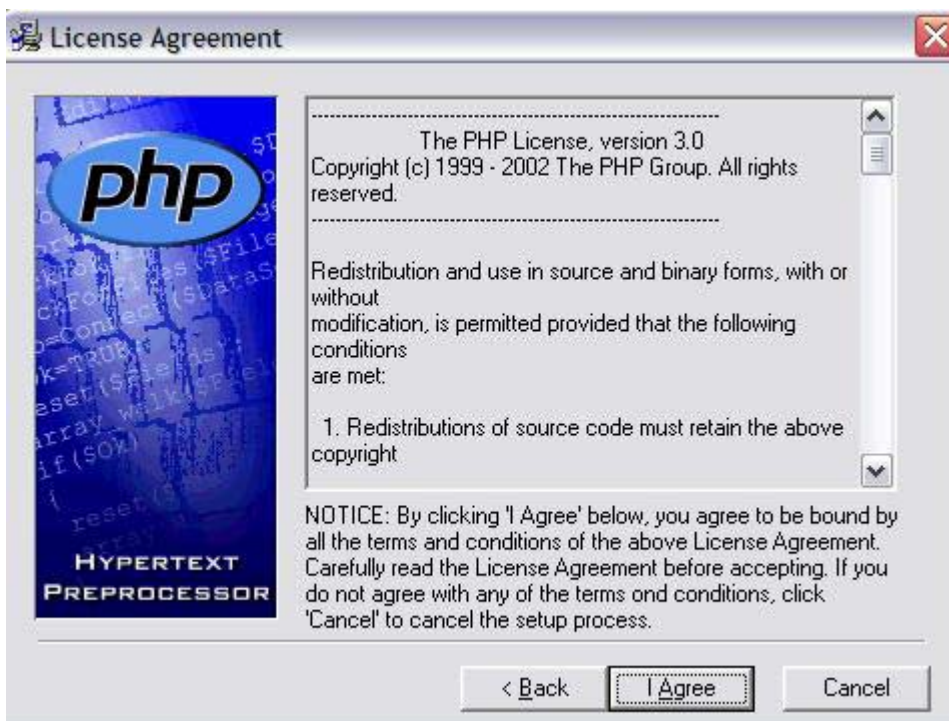 License Agreement
php
HYPERTEXT
PREPROCESSOR
------------------------------------------------------------------------
The PHP License, version 3.0
Copyright (c) 1999 - 2002 The PHP Group. All rights
reserved.
------------------------------------------------------------------------
Redistribution and use in source and binary forms, with or
without
modification, is permitted provided that the following
conditions
are met:
1. Redistributions of source code must retain the above
copyright
NOTICE: By clicking 'I Agree' below, you agree to be bound by
all the terms and conditions of the above License Agreement.
Carefully read the License Agreement before accepting. If you
do not agree with any of the terms ond conditions, click
'Cancel' to cancel the setup process.
< Back
I Agree
Cancel